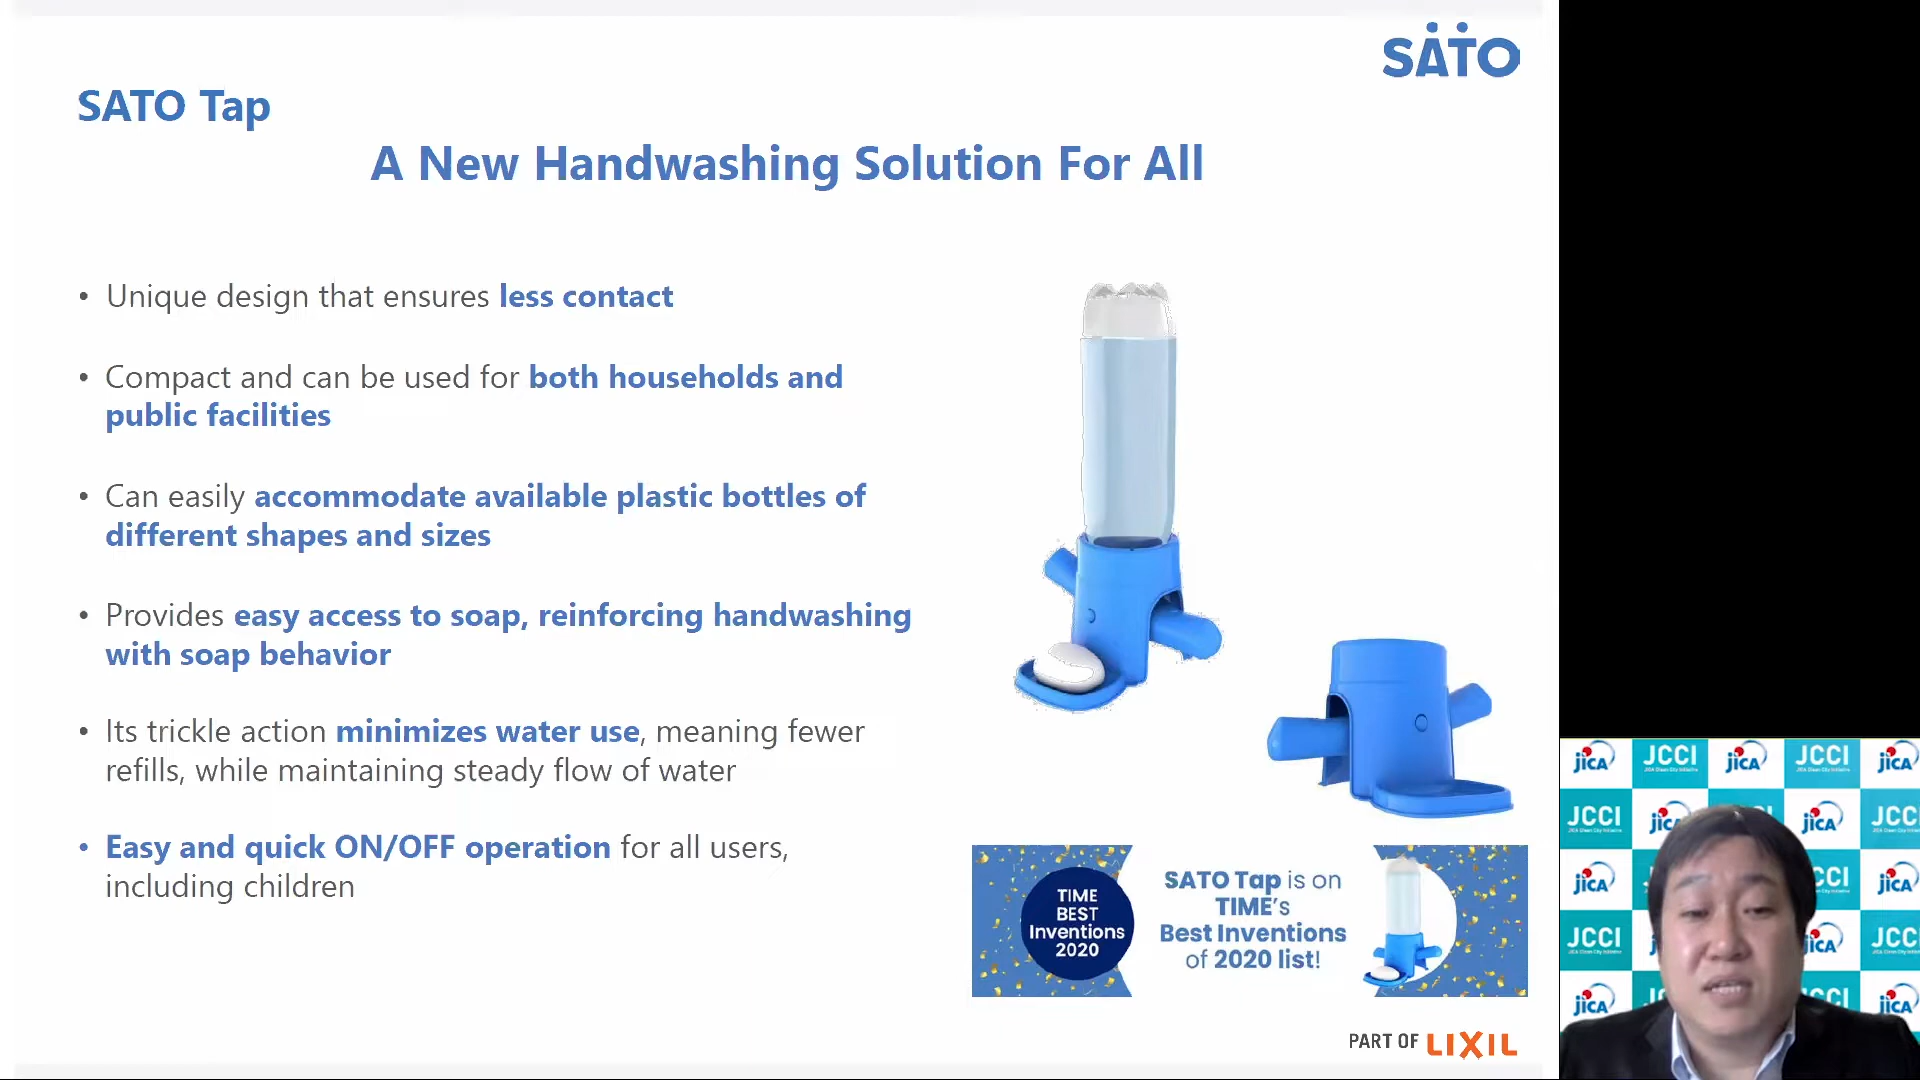 SATO
SATO Tap
A New Handwashing Solution For All
• Unique design that ensures less contact
• Compact and can be used for both households and
public facilities
• Can easily accommodate available plastic bottles of
different shapes and sizes
• Provides easy access to soap, reinforcing handwashing
with soap behavior
• Its trickle action minimizes water use, meaning fewer
refills, while maintaining steady flow of water
• Easy and quick ON/OFF operation for all users,
including children
TIME
BEST
Inventions
2020
SATO Tap is on
TIME's
Best Inventions
of 2020 list!
PART OF LIXIL
jICA JCCI jICA JCCI jICA
JCCI jICA jICA JCCI
jICA jICA
JCCI jICA JCCI
jICA jICA